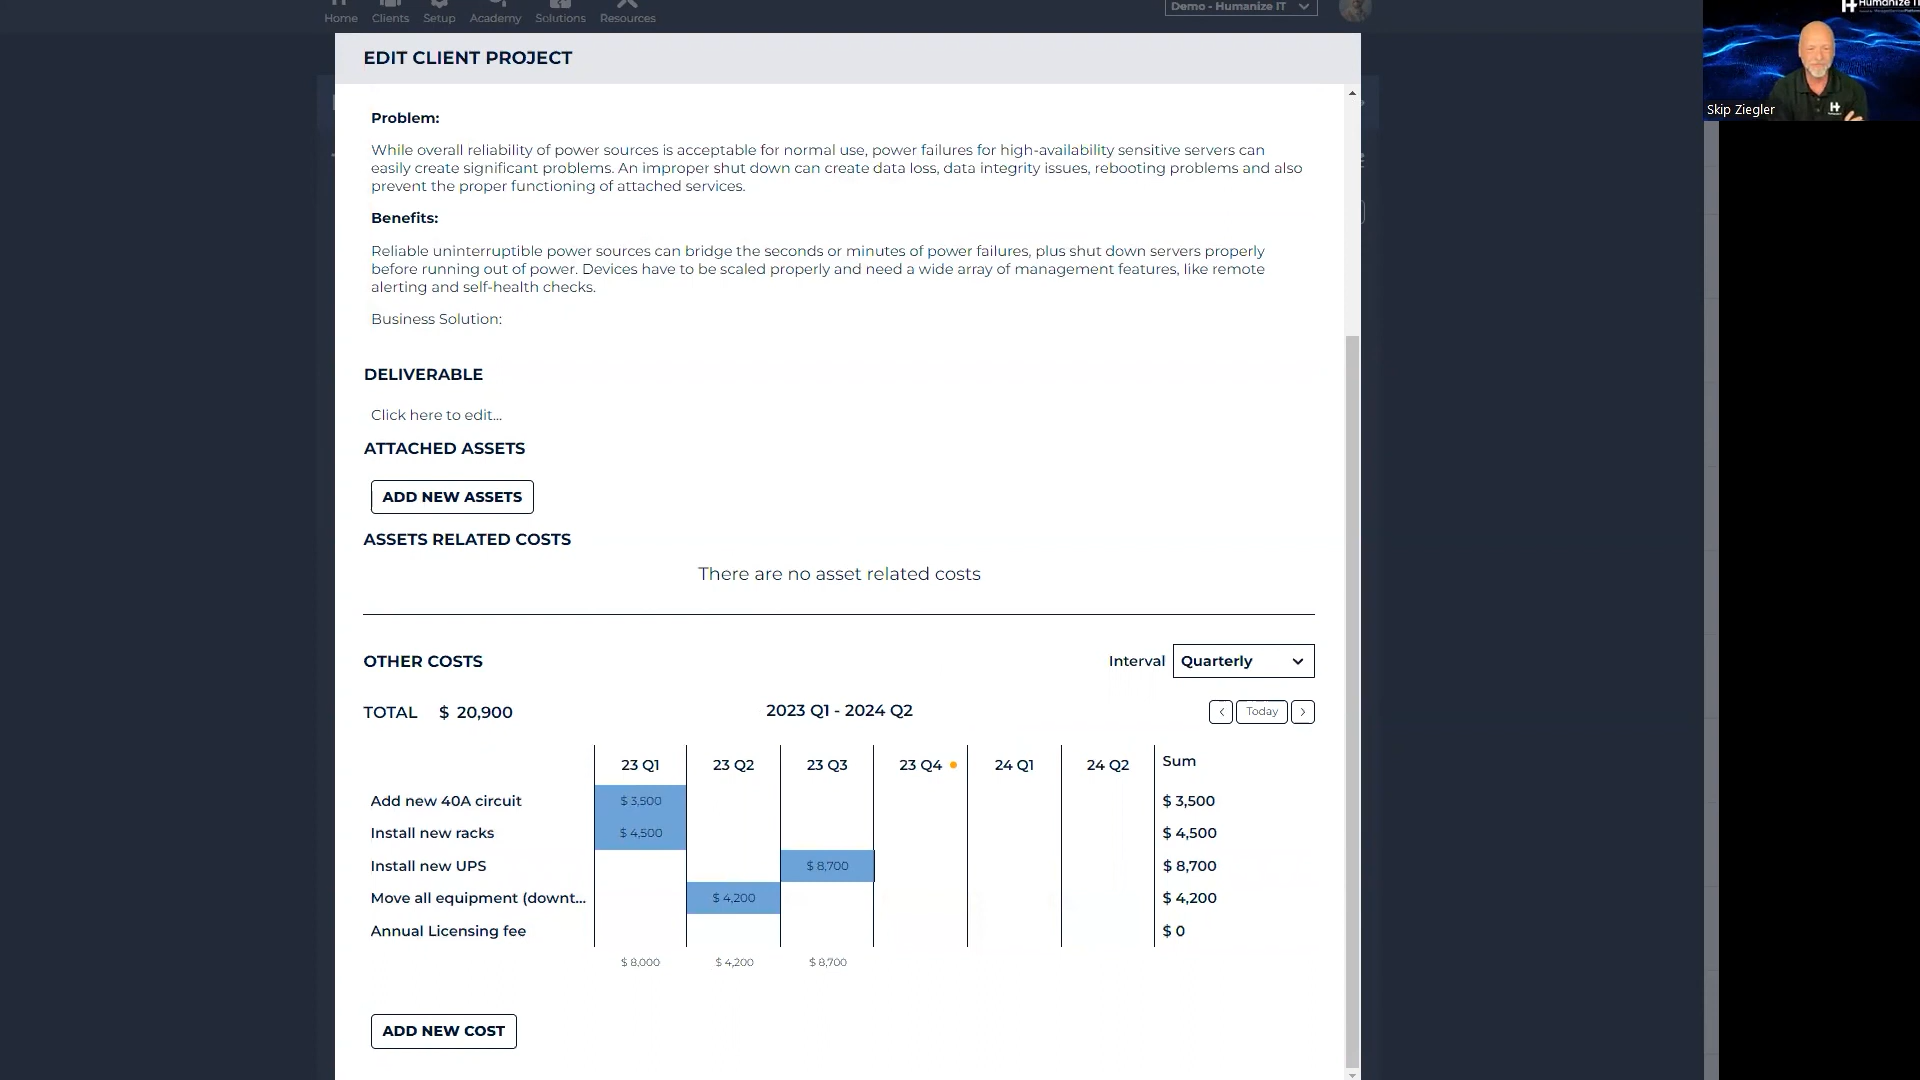 Home Clients Setup Academy Solutions Resources
Demo - Humanize IT
Humanize IT
Skip Ziegler
EDIT CLIENT PROJECT
Problem:
While overall reliability of power sources is acceptable for normal use, power failures for high-availability sensitive servers can
easily create significant problems. An improper shut down can create data loss, data integrity issues, rebooting problems and also
prevent the proper functioning of attached services.
Benefits:
Reliable uninterruptible power sources can bridge the seconds or minutes of power failures, plus shut down servers properly
before running out of power. Devices have to be scaled properly and need a wide array of management features, like remote
alerting and self-health checks.
Business Solution:
DELIVERABLE
Click here to edit...
ATTACHED ASSETS
ADD NEW ASSETS
ASSETS RELATED COSTS
There are no asset related costs
OTHER COSTS
Interval Quarterly
TOTAL $ 20,900
2023 Q1 - 2024 Q2
< Today >
23 Q1 23 Q2 23 Q3 23 Q4 24 Q1 24 Q2 Sum
Add new 40A circuit $ 3,500 $ 3,500
Install new racks $ 4,500 $ 4,500
Install new UPS $ 8,700 $ 8,700
Move all equipment (downt... $ 4,200 $ 4,200
Annual Licensing fee $ 0
$ 8,000 $ 4,200 $ 8,700
ADD NEW COST